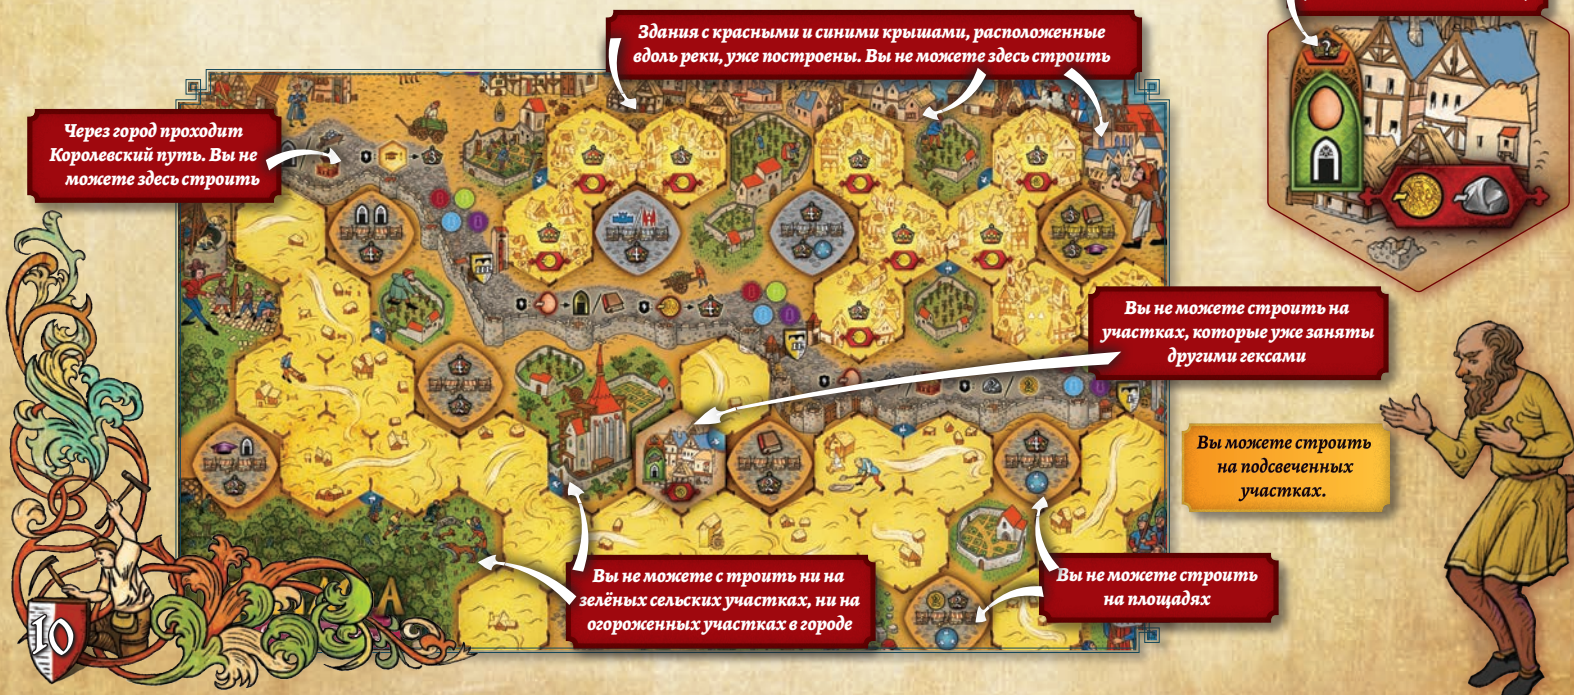 Здания с красными и синими крышами, расположенные
вдоль реки, уже построены. Вы не можете здесь строить
Через город проходит
Королевский путь. Вы не
можете здесь строить
Вы не можете строить на
участках, которые уже заняты
другими гексами
Вы можете строить
на подсвеченных
участках.
Вы не можете с троить ни на
зелёных сельских участках, ни на
огороженных участках в городе
Вы не можете строить
на площадях
10